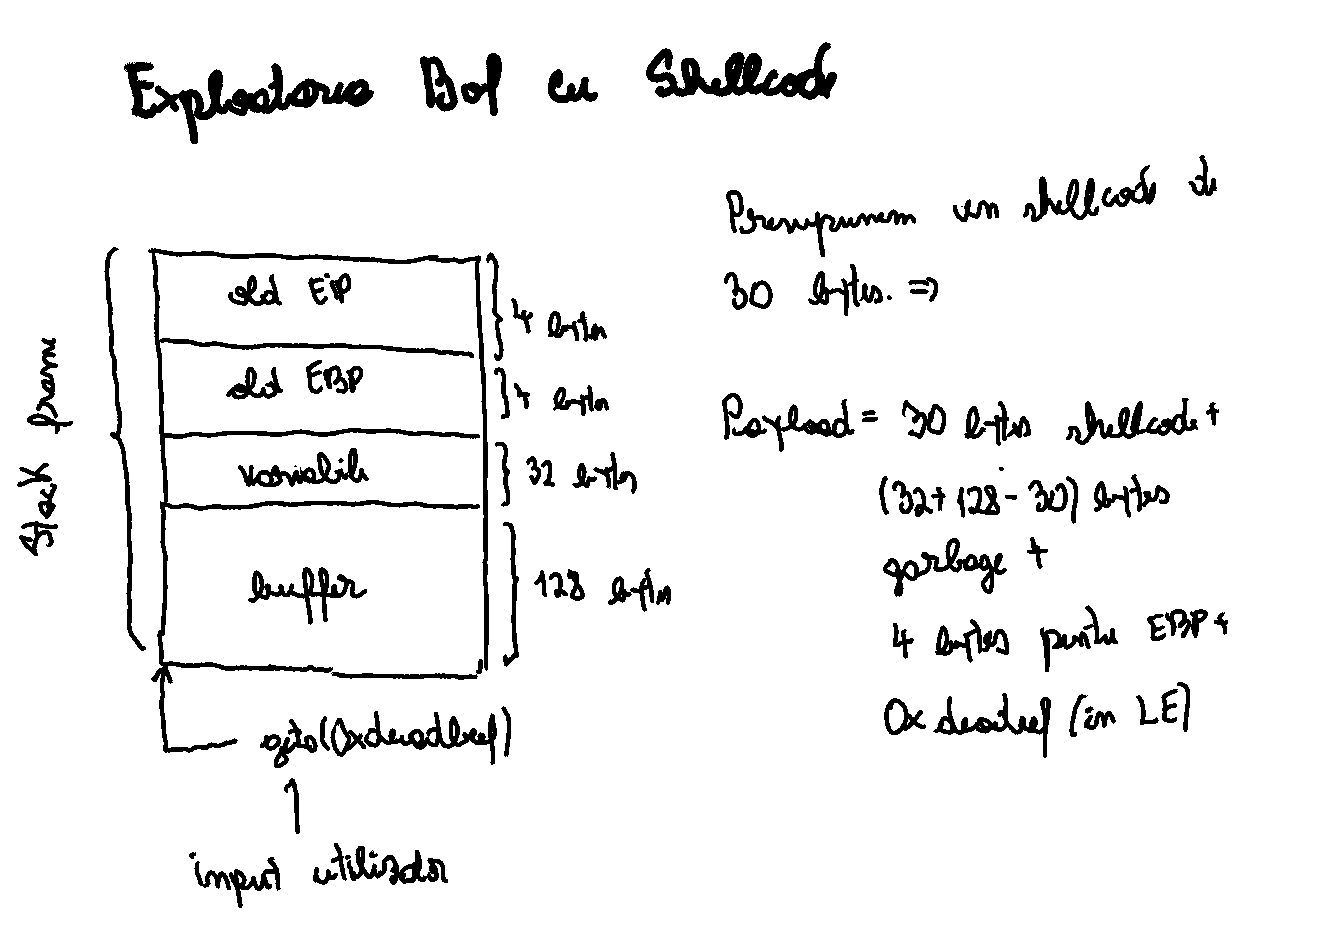 Exploatarea Bof cu Shellcode
Presupunem un shellcode de
30 bytes. =>
old EIP
4 bytes
old EBP
4 bytes
variabile
32 bytes
buffer
128 bytes
Stack frame
Payload = 30 bytes shellcode +
(32+128-30) bytes
garbage +
4 bytes pentru EBP +
0xdeadbeef (in LE)
gets(0xdeadbeef)
input utilizator